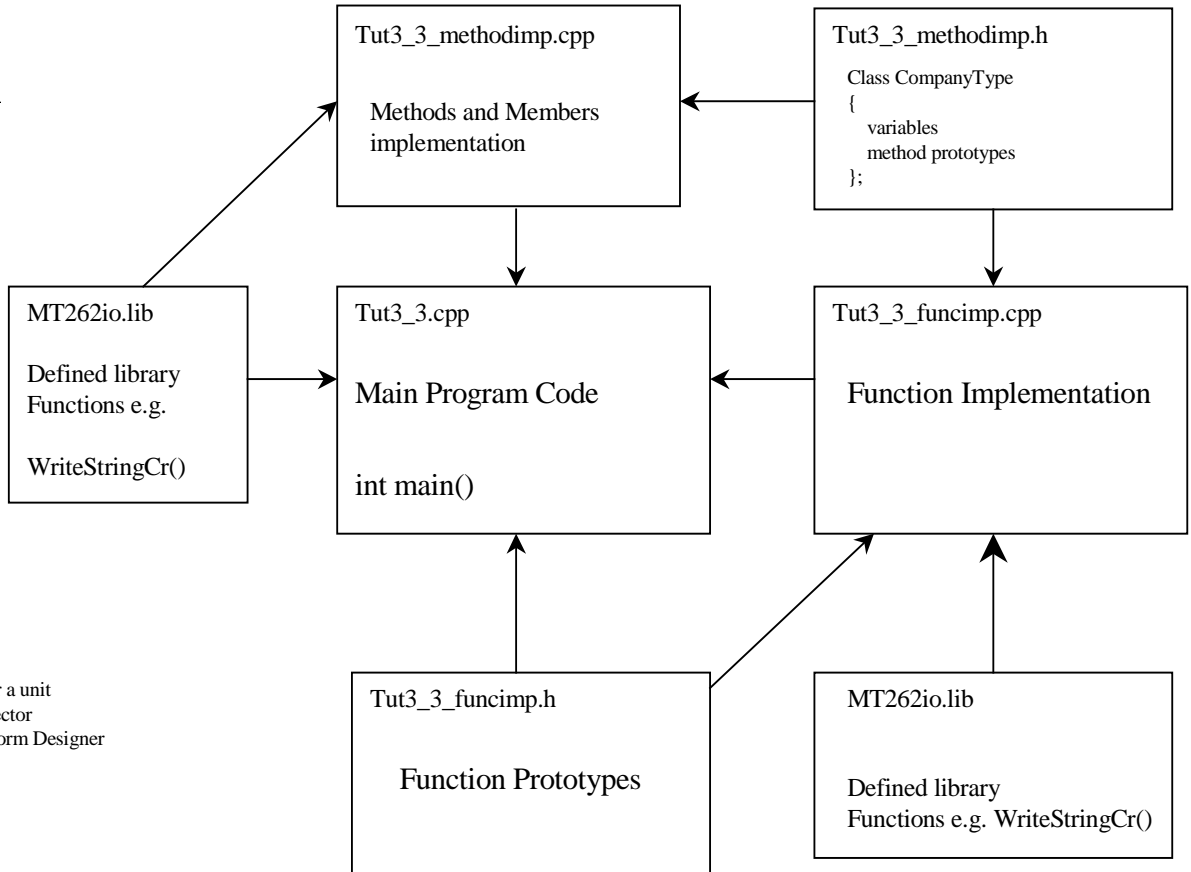 Tut3_3_methodimp.cpp
Methods and Members
implementation
Tut3_3_methodimp.h
Class CompanyType
{
variables
method prototypes
};
MT262io.lib
Defined library
Functions e.g.
WriteStringCr()
Tut3_3.cpp
Main Program Code
int main()
Tut3_3_funcimp.cpp
Function Implementation
a unit
orm Designer
Tut3_3_funcimp.h
Function Prototypes
MT262io.lib
Defined library
Functions e.g. WriteStringCr()